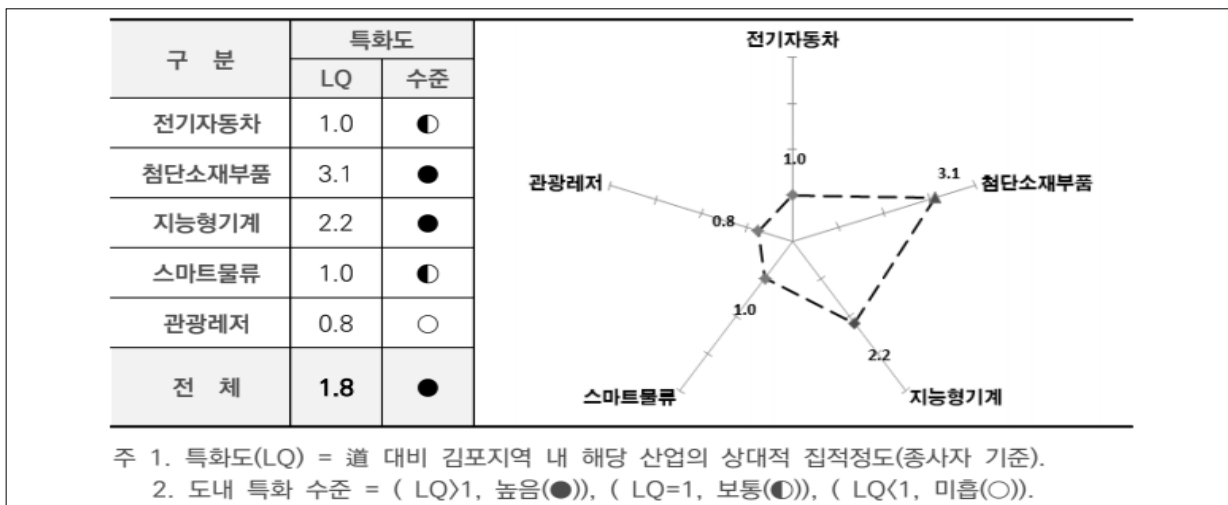 구 분 특화도
LQ 수준
전기자동차 1.0 ◐
첨단소재부품 3.1 ●
지능형기계 2.2 ●
스마트물류 1.0 ◐
관광레저 0.8 ○
전 체 1.8 ●
전기자동차
1.0
3.1
첨단소재부품
관광레저
0.8
1.0
2.2
스마트물류
지능형기계
주 1. 특화도(LQ) = 道 대비 김포지역 내 해당 산업의 상대적 집적정도(종사자 기준).
2. 도내 특화 수준 = ( LQ>1, 높음(●)), ( LQ=1, 보통(◐)), ( LQ<1, 미흡(○)).